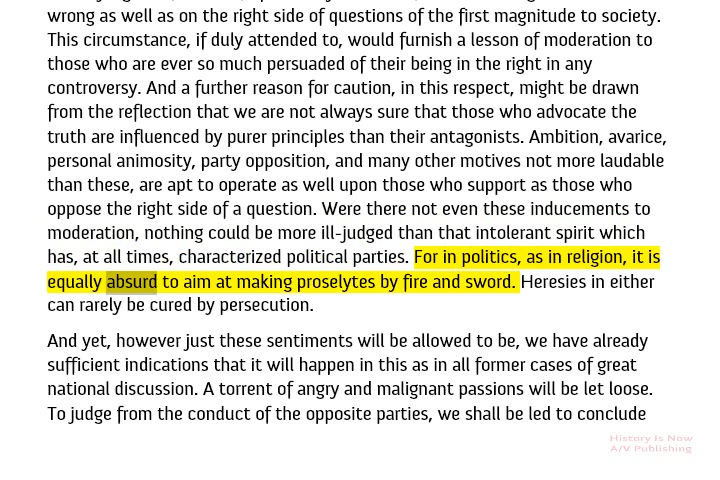 wrong as well as on the right side of questions of the first magnitude to society.
This circumstance, if duly attended to, would furnish a lesson of moderation to
those who are ever so much persuaded of their being in the right in any
controversy. And a further reason for caution, in this respect, might be drawn
from the reflection that we are not always sure that those who advocate the
truth are influenced by purer principles than their antagonists. Ambition, avarice,
personal animosity, party opposition, and many other motives not more laudable
than these, are apt to operate as well upon those who support as those who
oppose the right side of a question. Were there not even these inducements to
moderation, nothing could be more ill-judged than that intolerant spirit which
has, at all times, characterized political parties. For in politics, as in religion, it is
equally absurd to aim at making proselytes by fire and sword. Heresies in either
can rarely be cured by persecution.
And yet, however just these sentiments will be allowed to be, we have already
sufficient indications that it will happen in this as in all former cases of great
national discussion. A torrent of angry and malignant passions will be let loose.
To judge from the conduct of the opposite parties, we shall be led to conclude
History Is Now
A/V Publishing